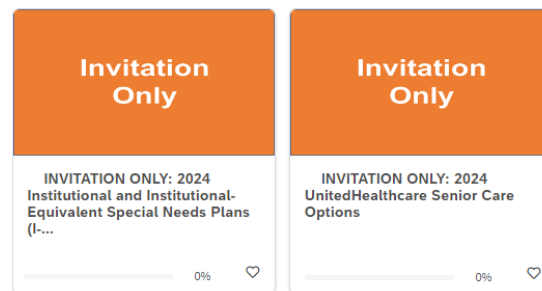 Invitation
Only
INVITATION ONLY: 2024
Institutional and Institutional-
Equivalent Special Needs Plans
(I-...
0%
Invitation
Only
INVITATION ONLY: 2024
UnitedHealthcare Senior Care
Options
0%